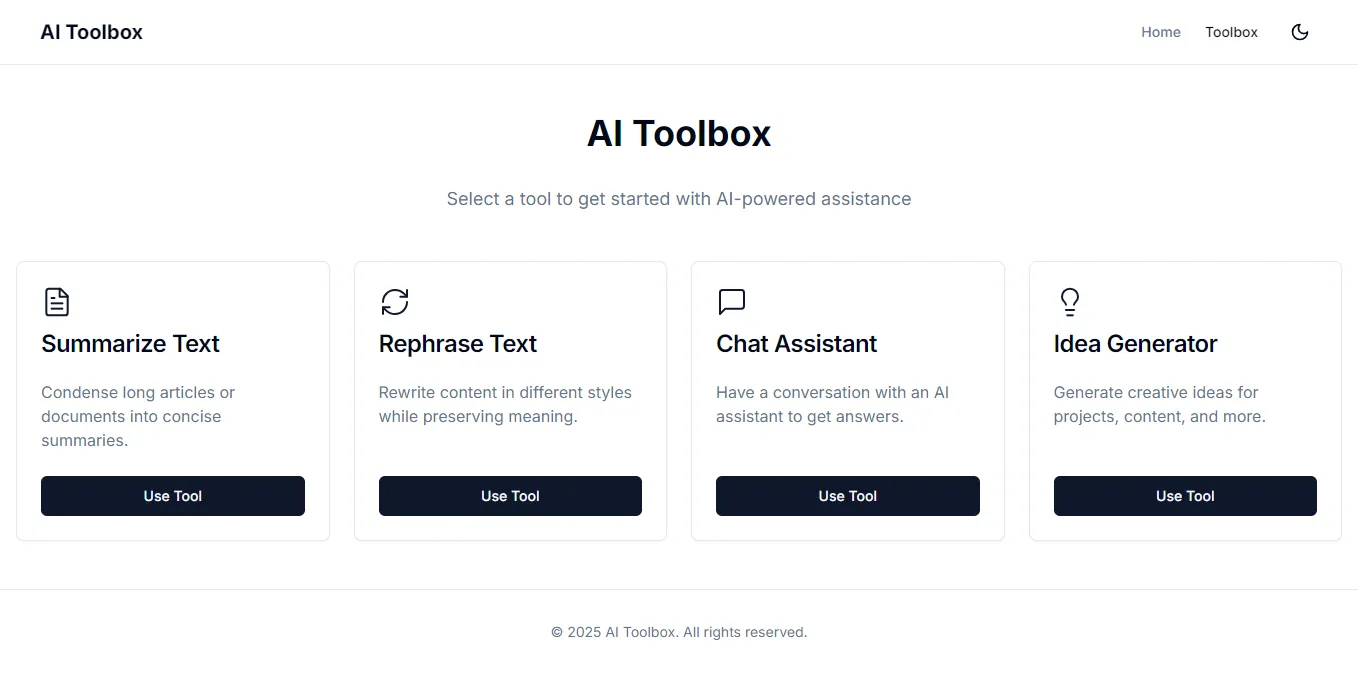 AI Toolbox
Home
Toolbox
AI Toolbox
Select a tool to get started with AI-powered assistance
Summarize Text
Condense long articles or
documents into concise
summaries.
Use Tool
Rephrase Text
Rewrite content in different styles
while preserving meaning.
Use Tool
Chat Assistant
Have a conversation with an AI
assistant to get answers.
Use Tool
Idea Generator
Generate creative ideas for
projects, content, and more.
Use Tool
© 2025 AI Toolbox. All rights reserved.